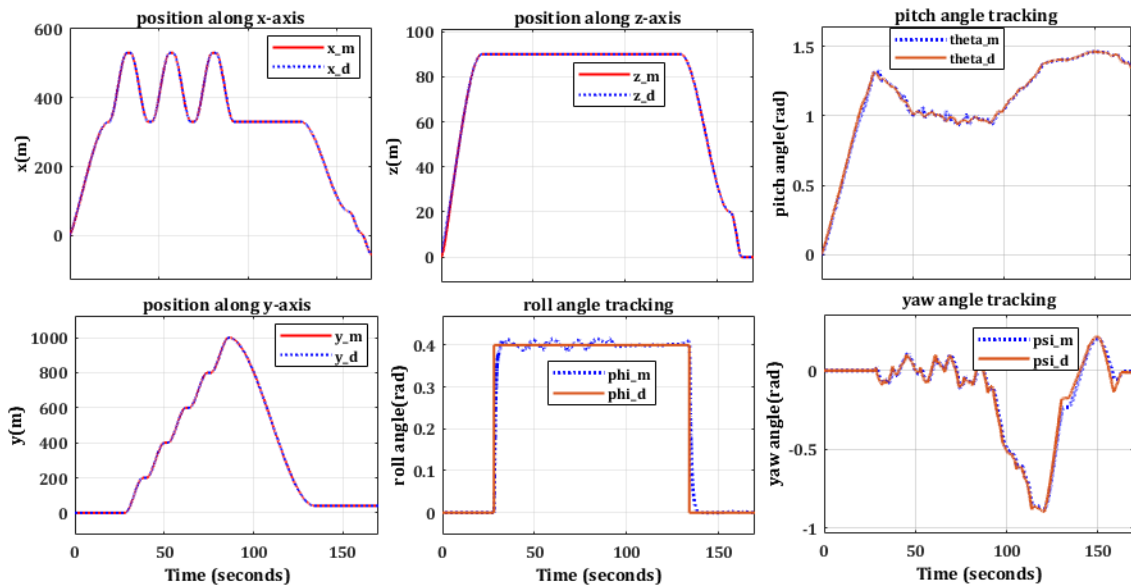 position along x-axis
600
400
200
0
x(m)
x_m
x_d
position along z-axis
100
80
60
40
20
0
z(m)
z_m
z_d
pitch angle tracking
1.5
1
0.5
0
pitch angle(rad)
theta_m
theta_d
position along y-axis
1000
800
600
400
200
0
y(m)
y_m
y_d
0
50
100
150
Time (seconds)
roll angle tracking
0.4
0.3
0.2
0.1
0
roll angle(rad)
phi_m
phi_d
0
50
100
150
Time (seconds)
yaw angle tracking
0
-0.5
-1
yaw angle(rad)
psi_m
psi_d
0
50
100
150
Time (seconds)